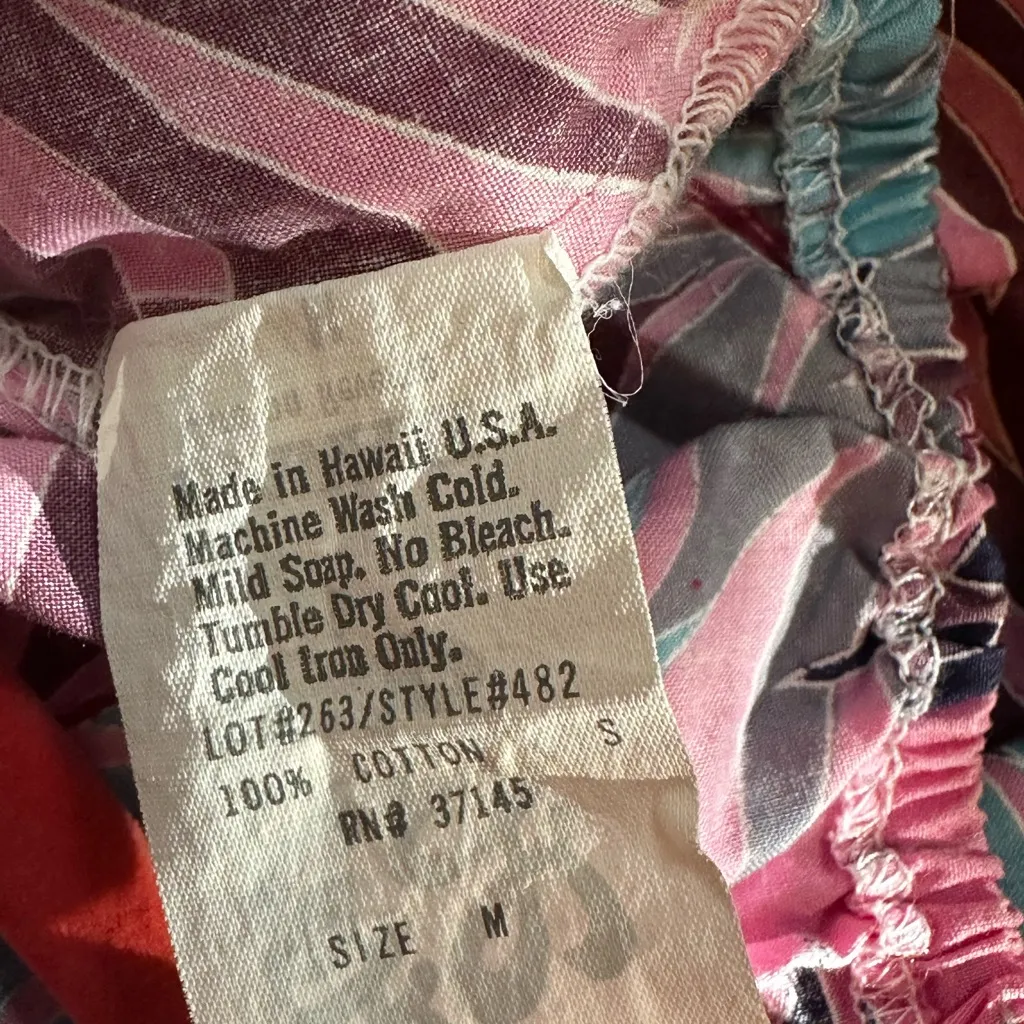 Made in Hawaii U.S.A.
Machine Wash Cold.
Mild Soap. No Bleach.
Tumble Dry Cool. Use
Cool Iron Only.
LOT#263/STYLE#482
100% COTTON S
RN# 37145
SIZE M